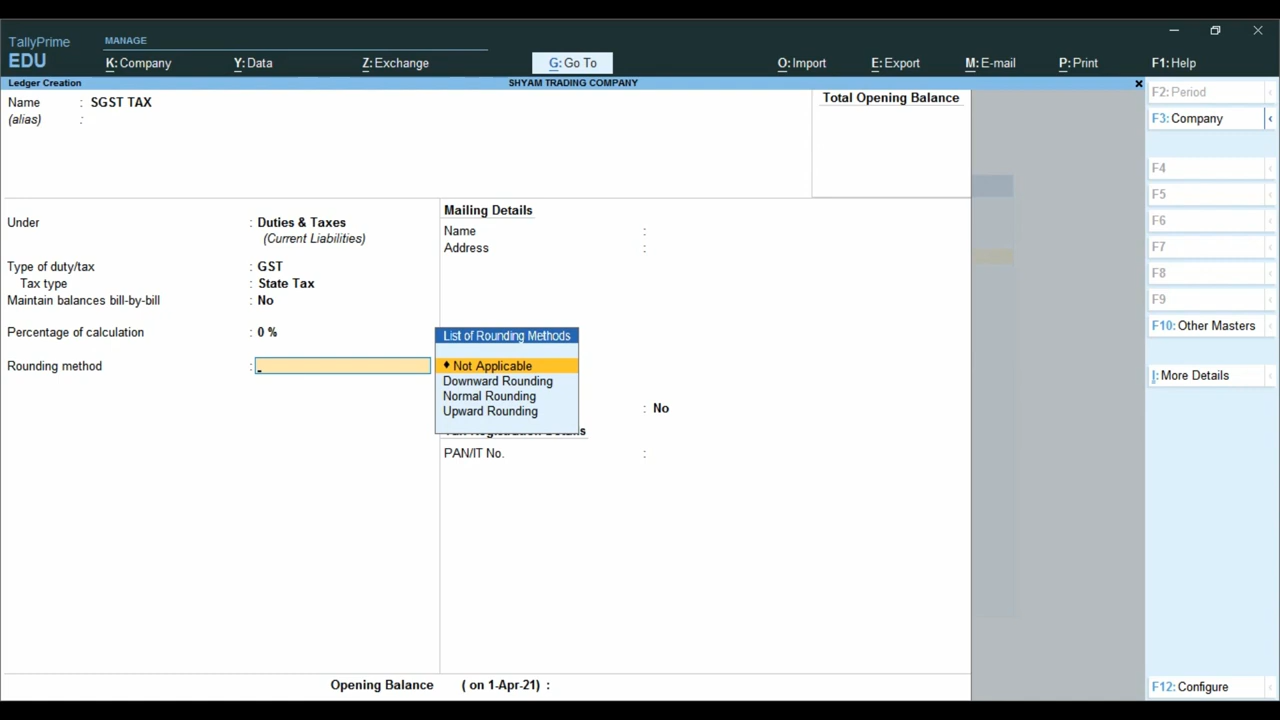 TallyPrime
EDU
MANAGE
K: Company
Y: Data
Z: Exchange
G: Go To
O: Import
E: Export
M: E-mail
P: Print
F1: Help
Ledger Creation
SHYAM TRADING COMPANY
Name : SGST TAX
(alias) :
Total Opening Balance
Under : Duties & Taxes
(Current Liabilities)
Type of duty/tax : GST
Tax type : State Tax
Maintain balances bill-by-bill : No
Percentage of calculation : 0 %
Rounding method :
Mailing Details
Name :
Address :
List of Rounding Methods
♦ Not Applicable
Downward Rounding
Normal Rounding
Upward Rounding
: No
PAN/IT No. :
Opening Balance ( on 1-Apr-21) :
F2: Period
F3: Company
F4
F5
F6
F7
F8
F9
F10: Other Masters
I: More Details
F12: Configure